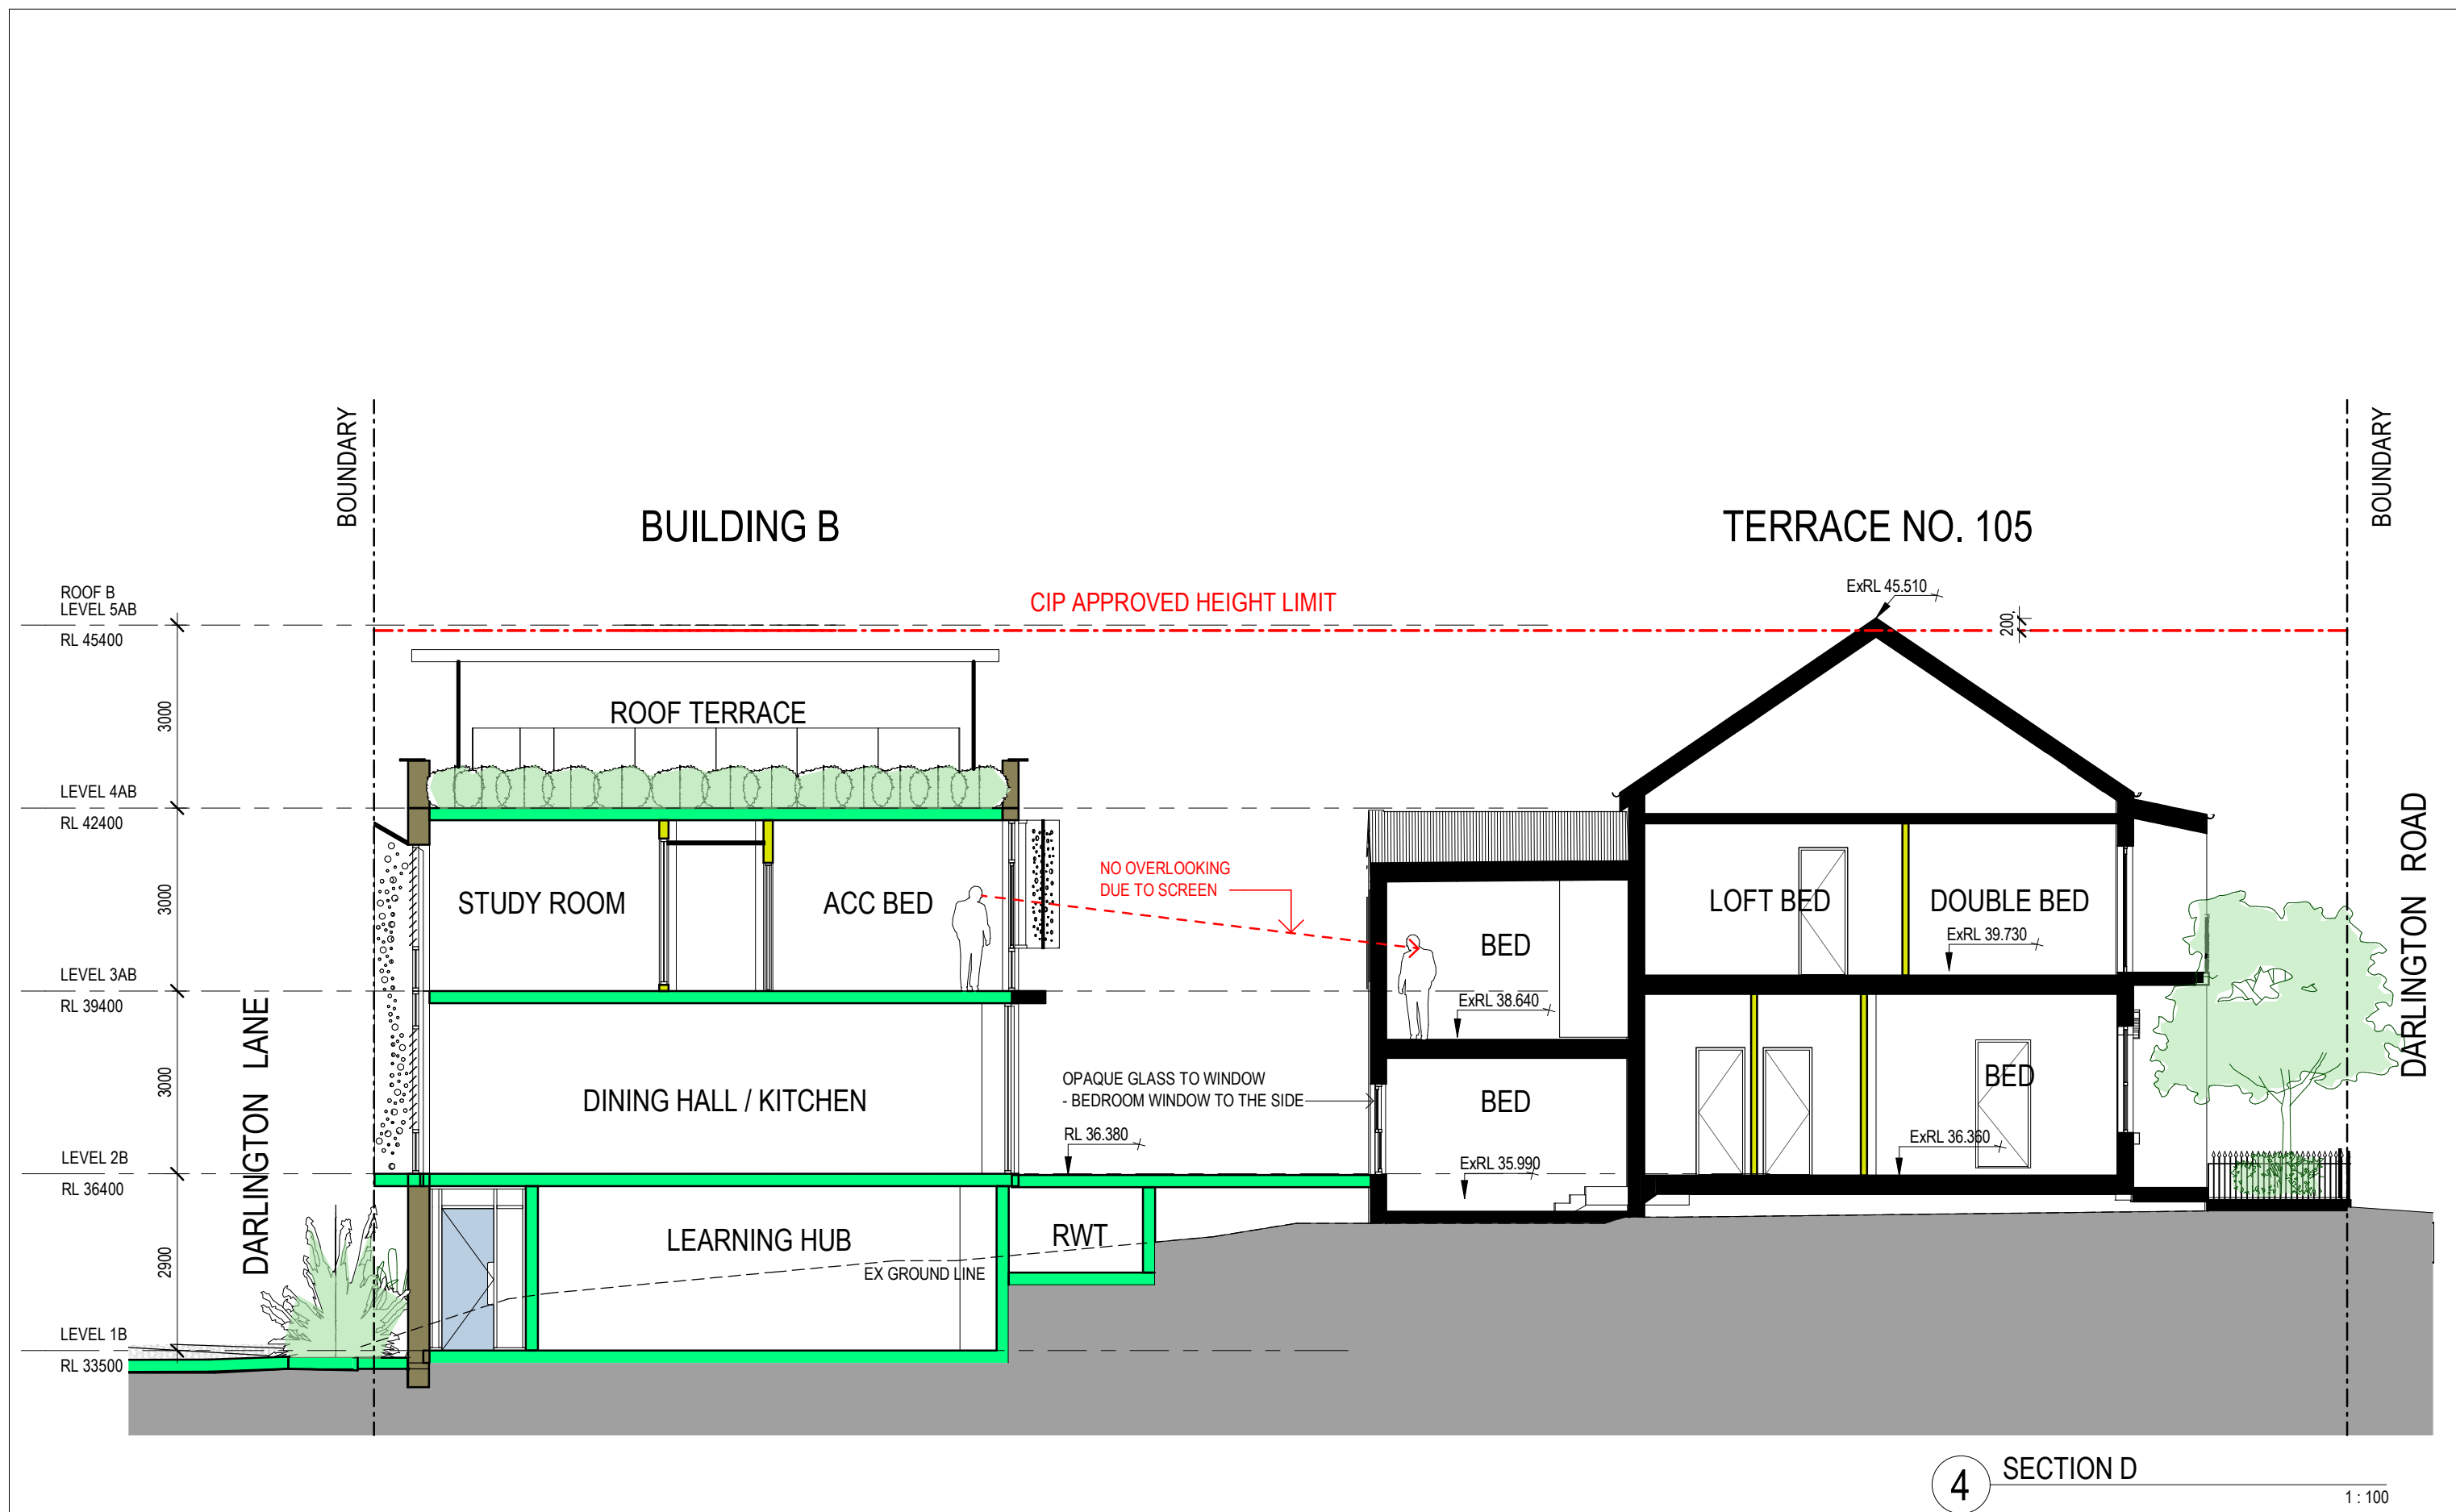 BOUNDARY
BOUNDARY
BUILDING B
TERRACE NO. 105
ROOF B
LEVEL 5AB
RL 45400
CIP APPROVED HEIGHT LIMIT
ExRL 45.510
200
3000
ROOF TERRACE
LEVEL 4AB
RL 42400
3000
STUDY ROOM
ACC BED
NO OVERLOOKING
DUE TO SCREEN
BED
ExRL 38.640
LOFT BED
DOUBLE BED
ExRL 39.730
DARLINGTON ROAD
LEVEL 3AB
RL 39400
3000
DARLINGTON LANE
DINING HALL / KITCHEN
OPAQUE GLASS TO WINDOW
- BEDROOM WINDOW TO THE SIDE
RL 36.380
BED
ExRL 35.990
BED
ExRL 36.360
LEVEL 2B
RL 36400
2900
LEARNING HUB
RWT
EX GROUND LINE
LEVEL 1B
RL 33500
4
SECTION D
1 : 100